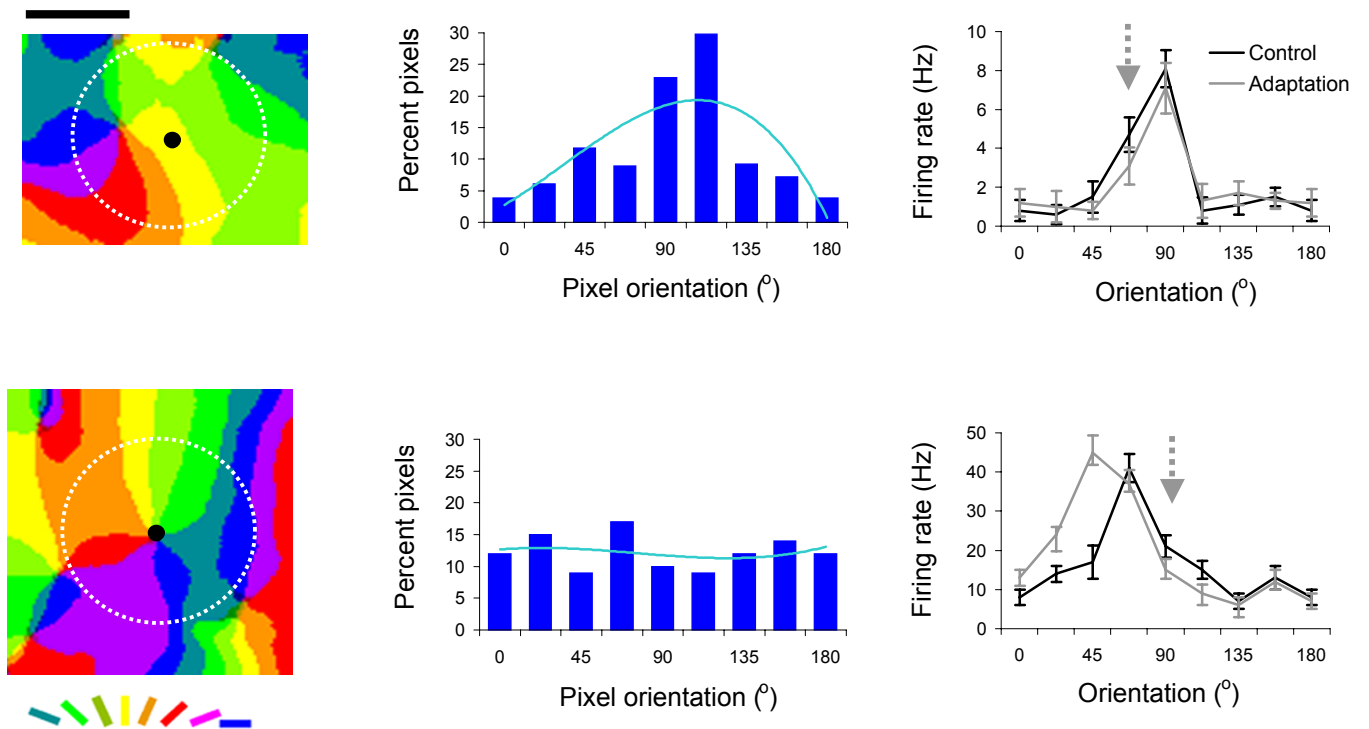 Percent pixels
30
25
20
15
10
5
0
0 45 90 135 180
Pixel orientation (o)
Firing rate (Hz)
10
8
6
4
2
0
0 45 90 135 180
Orientation (o)
Control
Adaptation
Percent pixels
30
25
20
15
10
5
0
0 45 90 135 180
Pixel orientation (o)
Firing rate (Hz)
50
40
30
20
10
0
0 45 90 135 180
Orientation (o)